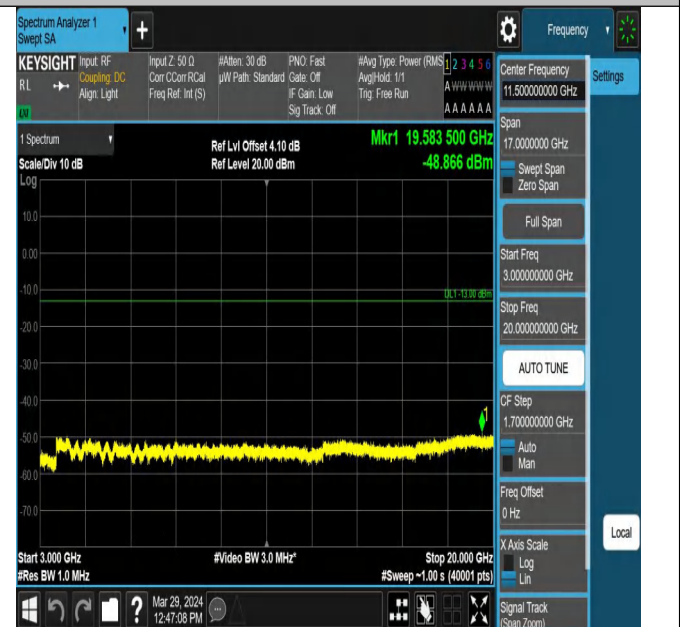 Spectrum Analyzer 1
Swept SA
+
Frequency
KEYSIGHT
RL
Input: RF
Coupling: DC
Align: Light
Input Z: 50 Ω
Corr CCorr RCal
Freq Ref: Int (S)
#Atten: 30 dB
µW Path: Standard
PNO: Fast
Gate: Off
IF Gain: Low
Sig Track: Off
#Avg Type: Power (RMS
Avg|Hold: 1/1
Trig: Free Run
1 2 3 4 5 6
A W W W W W
A A A A A A
1 Spectrum
Scale/Div 10 dB
Log
Ref Lvl Offset 4.10 dB
Ref Level 20.00 dBm
Mkr1 19.583 500 GHz
-48.866 dBm
10.0
0.00
-10.0
DL1 -13.00 dBm
-20.0
-30.0
-40.0
1
-50.0
-60.0
-70.0
Start 3.000 GHz
#Res BW 1.0 MHz
#Video BW 3.0 MHz*
Stop 20.000 GHz
#Sweep ~1.00 s (40001 pts)
Mar 29, 2024
12:47:08 PM
Center Frequency
11.500000000 GHz
Settings
Span
17.0000000 GHz
Swept Span
Zero Span
Full Span
Start Freq
3.000000000 GHz
Stop Freq
20.000000000 GHz
AUTO TUNE
CF Step
1.700000000 GHz
Auto
Man
Freq Offset
0 Hz
Local
X Axis Scale
Log
Lin
Signal Track
(Span Zoom)